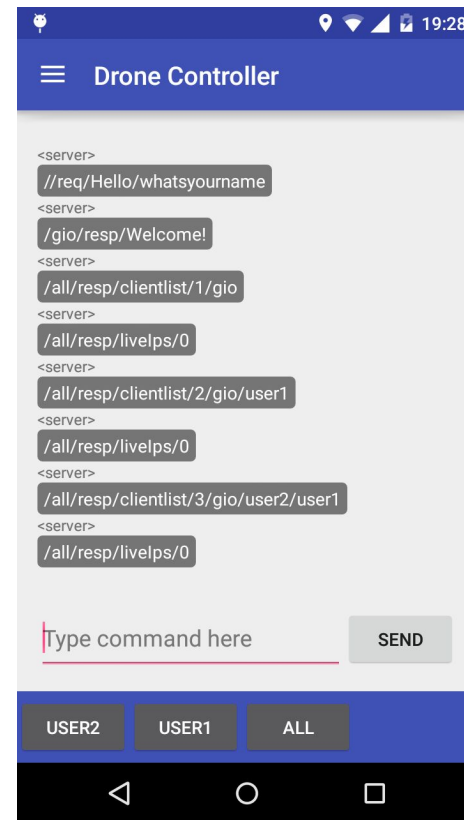 19:28
Drone Controller
<server>
//req/Hello/whatsyourname
<server>
/gio/resp/Welcome!
<server>
/all/resp/clientlist/1/gio
<server>
/all/resp/liveIps/0
<server>
/all/resp/clientlist/2/gio/user1
<server>
/all/resp/liveIps/0
<server>
/all/resp/clientlist/3/gio/user2/user1
<server>
/all/resp/liveIps/0
Type command here SEND
USER2 USER1 ALL